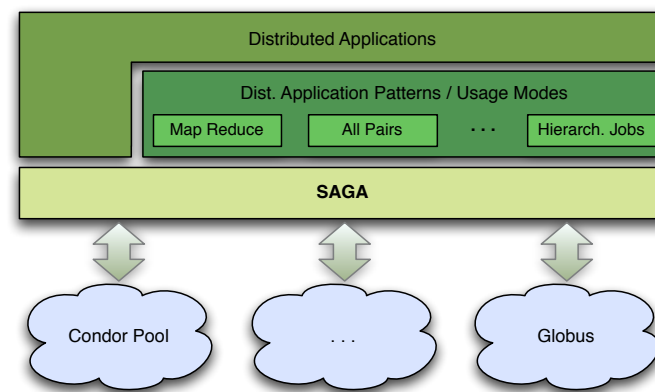 Distributed Applications
Dist. Application Patterns / Usage Modes
Map Reduce All Pairs . . . Hierarch. Jobs
SAGA
Condor Pool . . . Globus